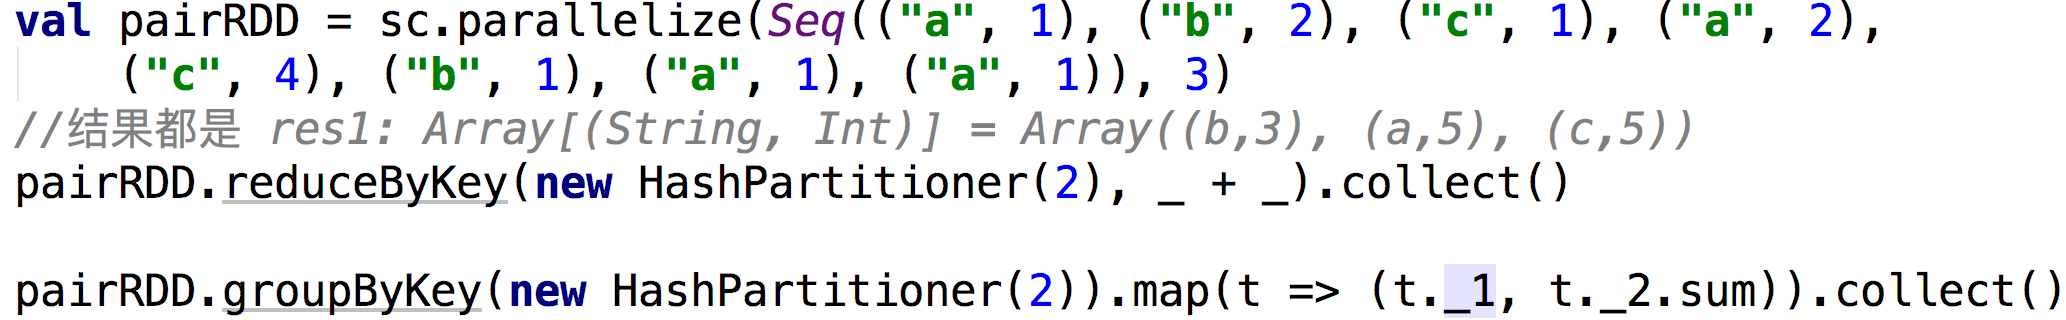 val pairRDD = sc.parallelize(Seq(("a", 1), ("b", 2), ("c", 1), ("a", 2),
    ("c", 4), ("b", 1), ("a", 1), ("a", 1)), 3)
//结果都是 res1: Array[(String, Int)] = Array((b,3), (a,5), (c,5))
pairRDD.reduceByKey(new HashPartitioner(2), _ + _).collect()
pairRDD.groupByKey(new HashPartitioner(2)).map(t => (t._1, t._2.sum)).collect()